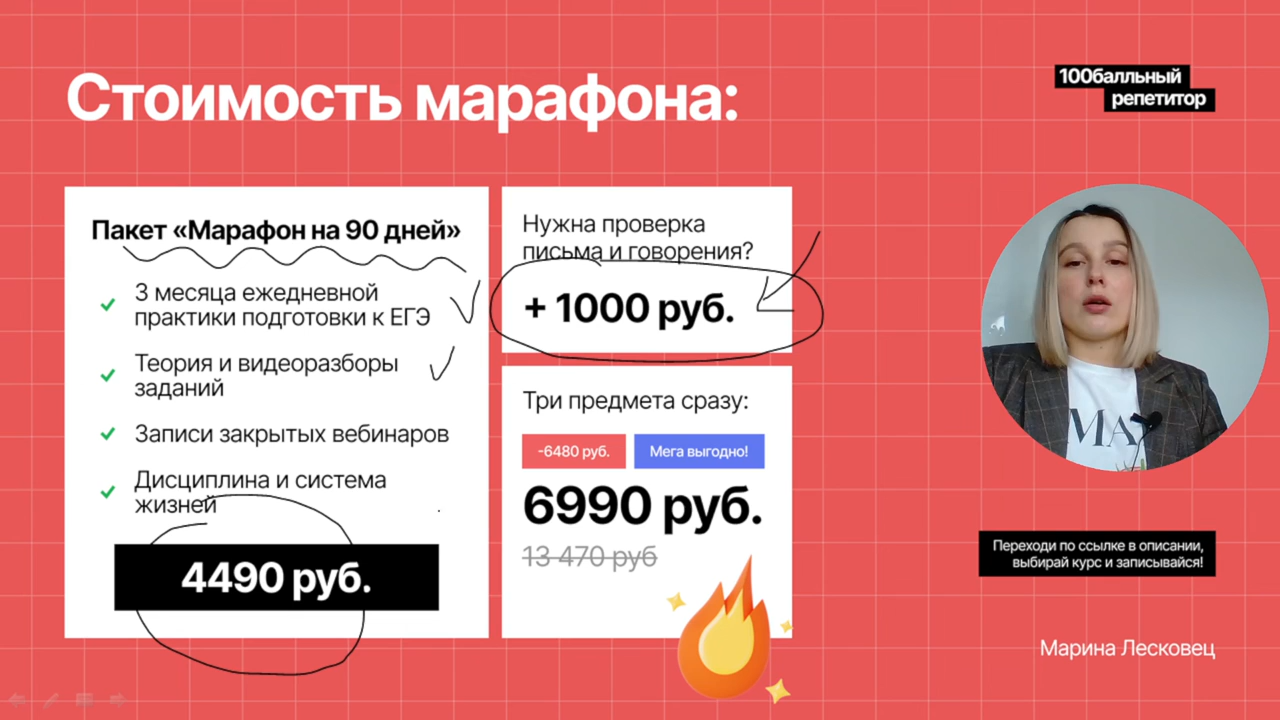 Стоимость марафона:
100балльный
репетитор
Пакет «Марафон на 90 дней»
3 месяца ежедневной
практики подготовки к ЕГЭ
Теория и видеоразборы
заданий
Записи закрытых вебинаров
Дисциплина и система
жизней
4490 руб.
Нужна проверка
письма и говорения?
+ 1000 руб.
Три предмета сразу:
-6480 руб.
Мега выгодно!
6990 руб.
13 470 руб
МА
Переходи по ссылке в описании,
выбирай курс и записывайся!
Марина Лесковец